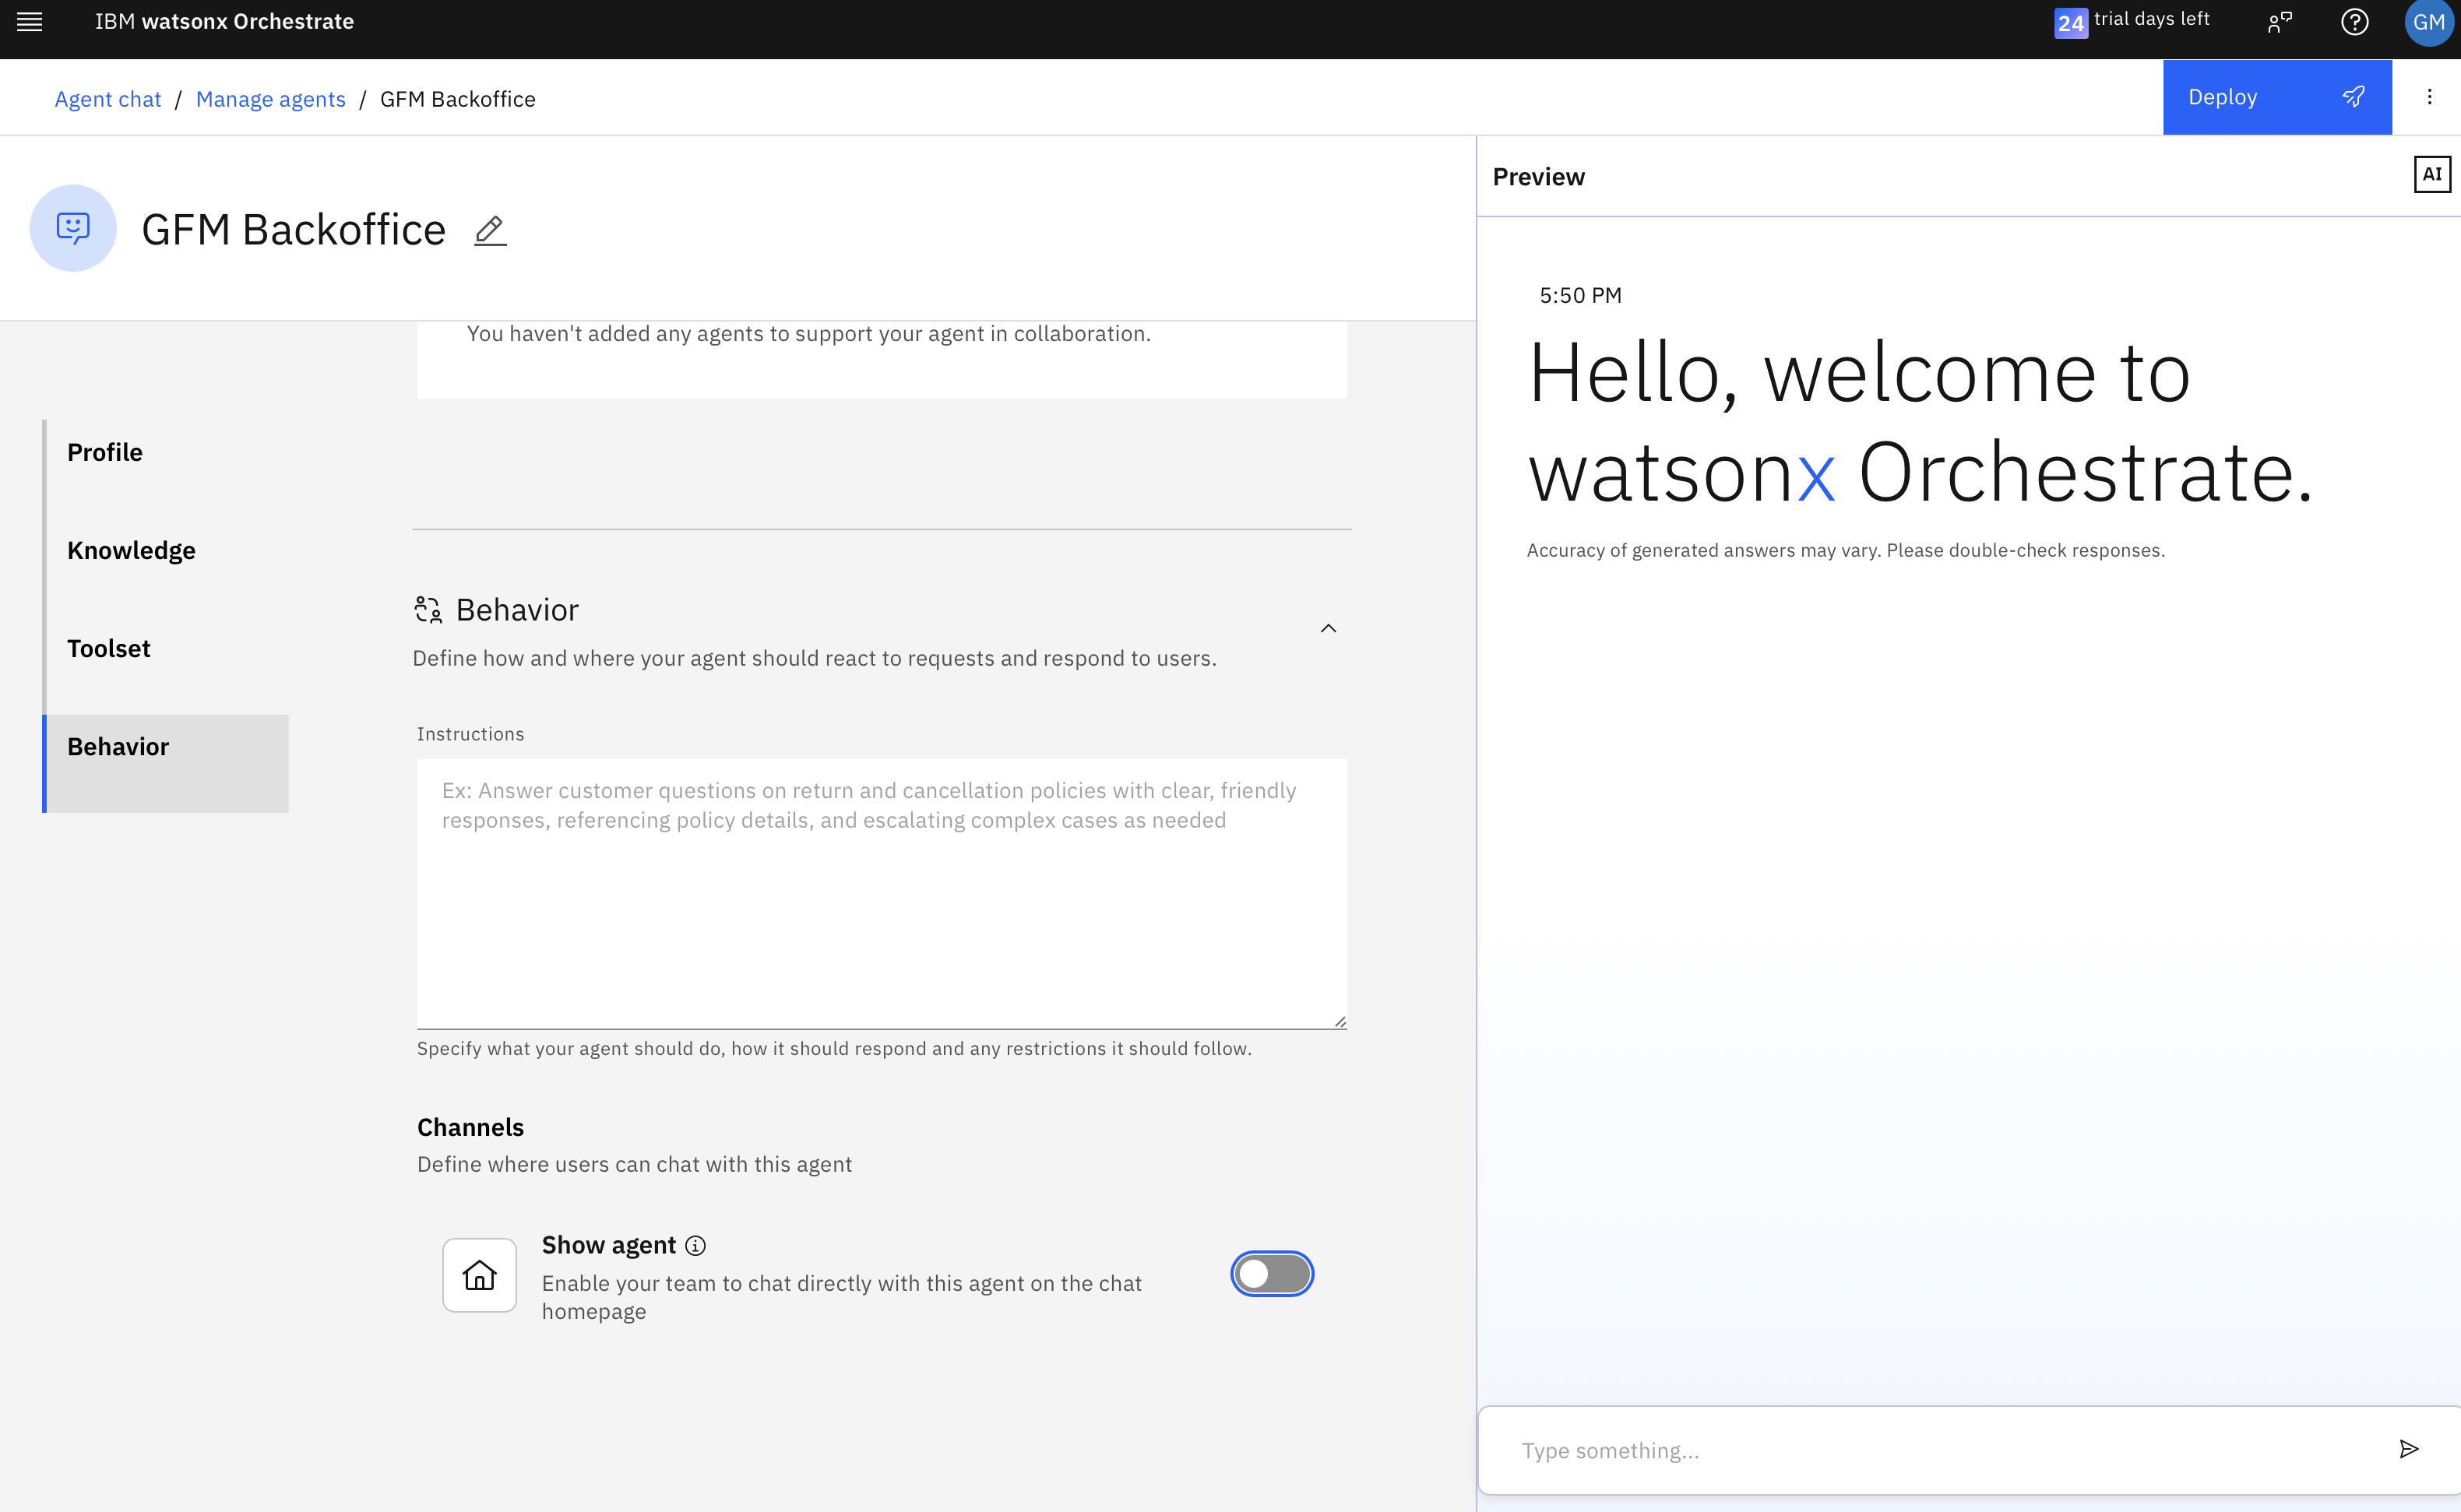 IBM watsonx Orchestrate
24 trial days left
GM
Agent chat / Manage agents / GFM Backoffice
Deploy
GFM Backoffice
You haven't added any agents to support your agent in collaboration.
Profile
Knowledge
Toolset
Behavior
Behavior
Define how and where your agent should react to requests and respond to users.
Instructions
Ex: Answer customer questions on return and cancellation policies with clear, friendly
responses, referencing policy details, and escalating complex cases as needed
Specify what your agent should do, how it should respond and any restrictions it should follow.
Channels
Define where users can chat with this agent
Show agent
Enable your team to chat directly with this agent on the chat
homepage
Preview
AI
5:50 PM
Hello, welcome to
watsonx Orchestrate.
Accuracy of generated answers may vary. Please double-check responses.
Type something...